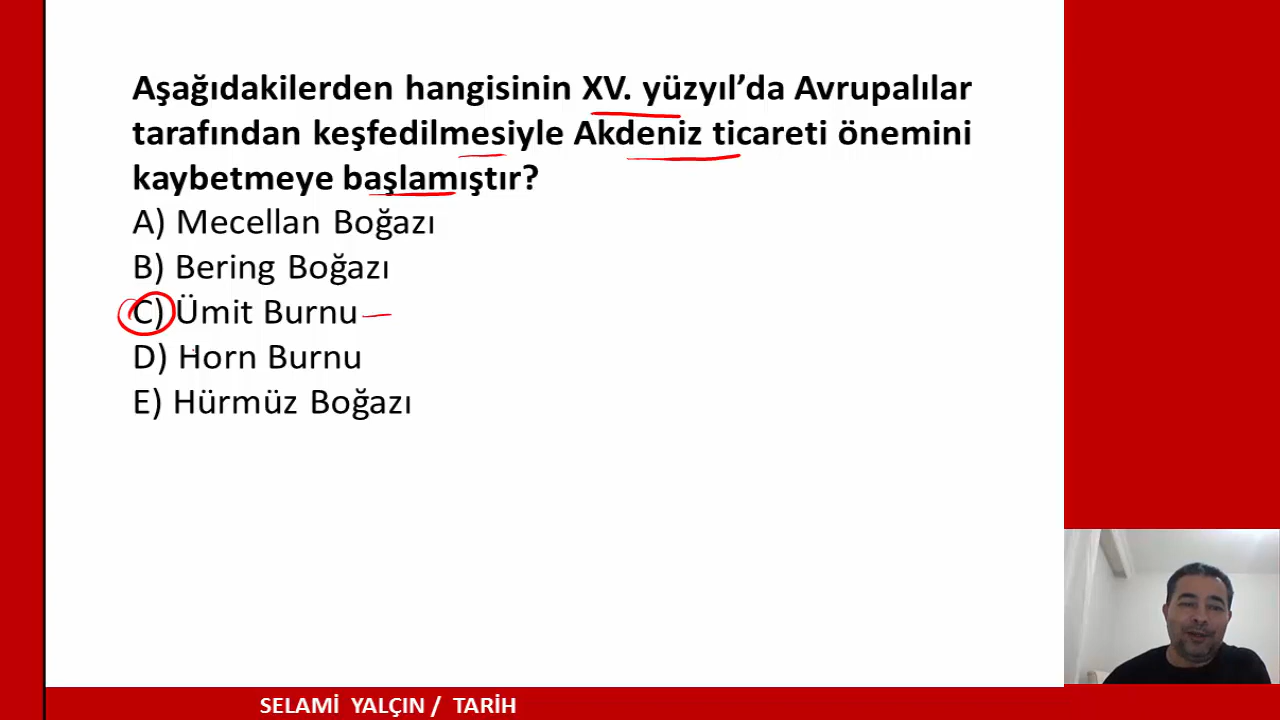 Aşağıdakilerden hangisinin XV. yüzyıl’da Avrupalılar
tarafından keşfedilmesiyle Akdeniz ticareti önemini
kaybetmeye başlamıştır?
A) Mecellan Boğazı
B) Bering Boğazı
C) Ümit Burnu
D) Horn Burnu
E) Hürmüz Boğazı
SELAMİ YALÇIN / TARİH